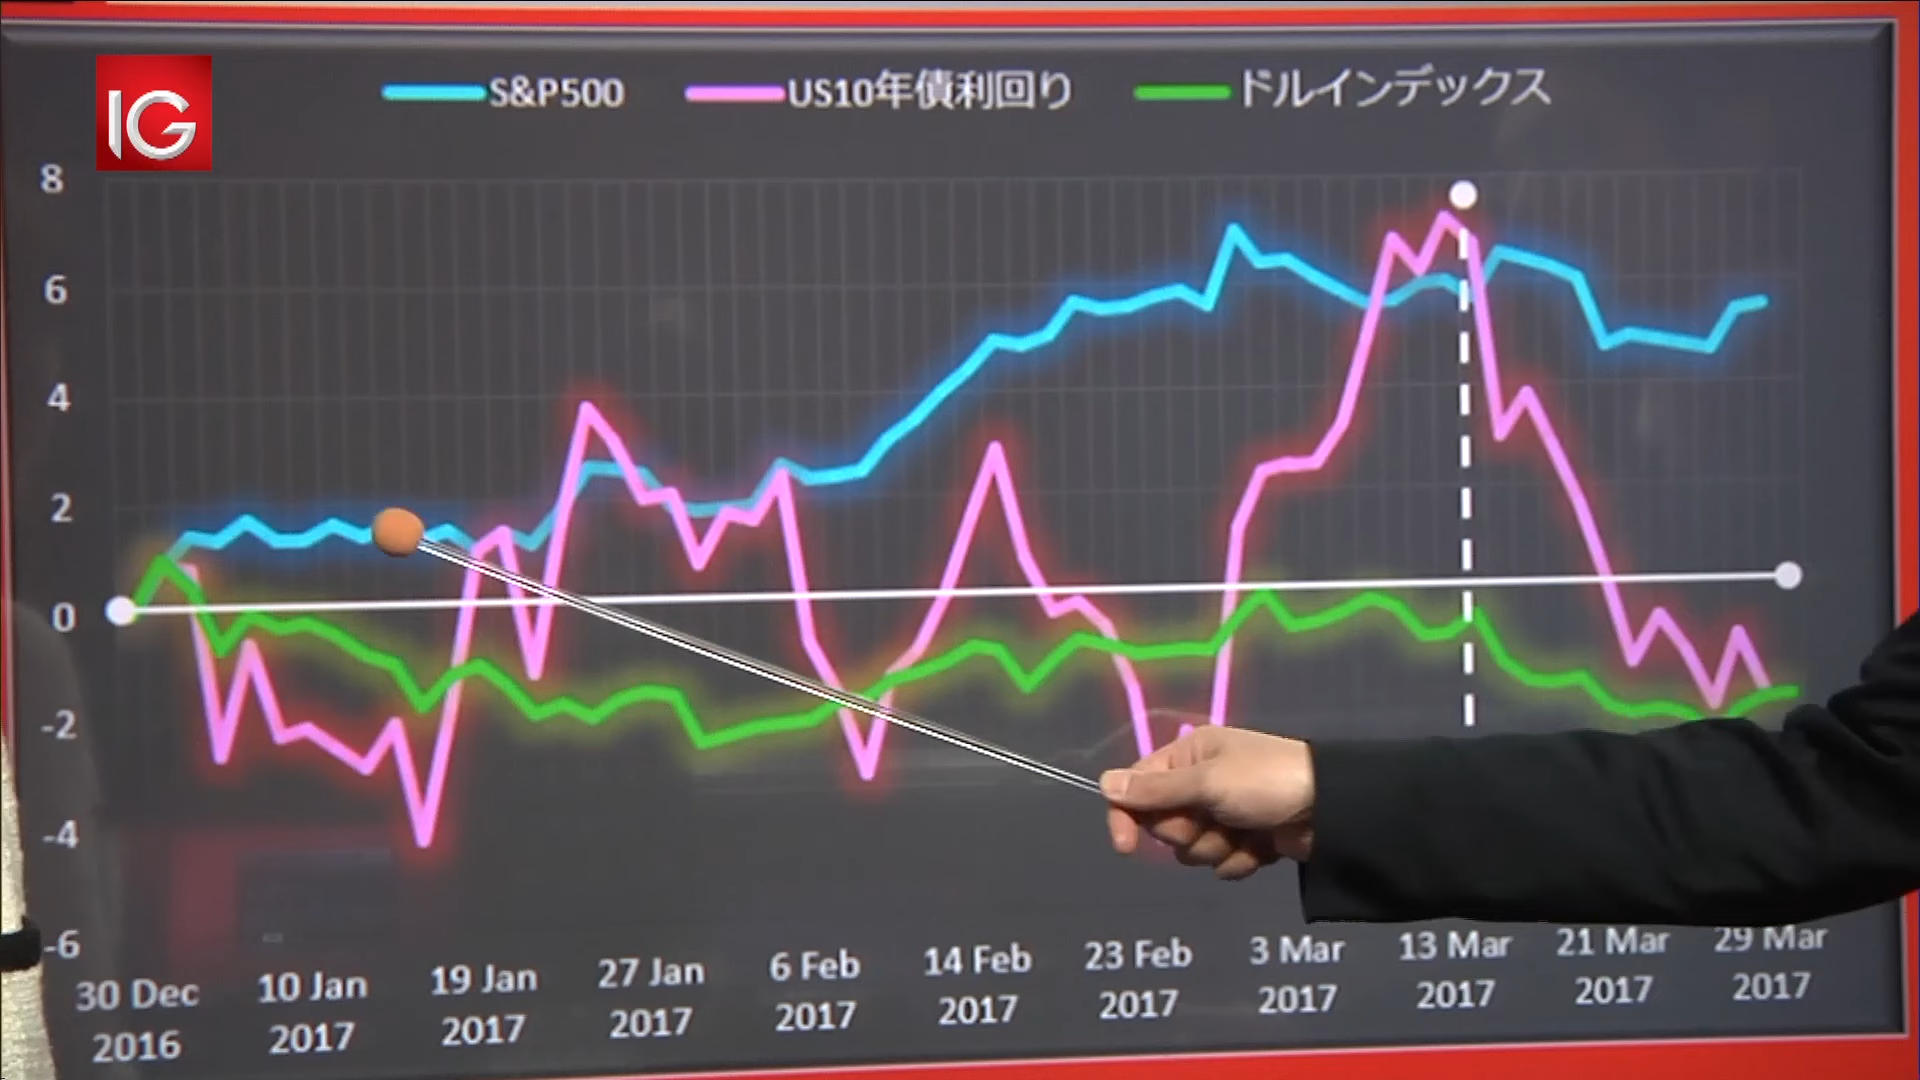 IG
S&P500 US10年債利回り ドルインデックス
8
6
4
2
0
-2
-4
-6
30 Dec 2016
10 Jan 2017
19 Jan 2017
27 Jan 2017
6 Feb 2017
14 Feb 2017
23 Feb 2017
3 Mar 2017
13 Mar 2017
21 Mar 2017
29 Mar 2017